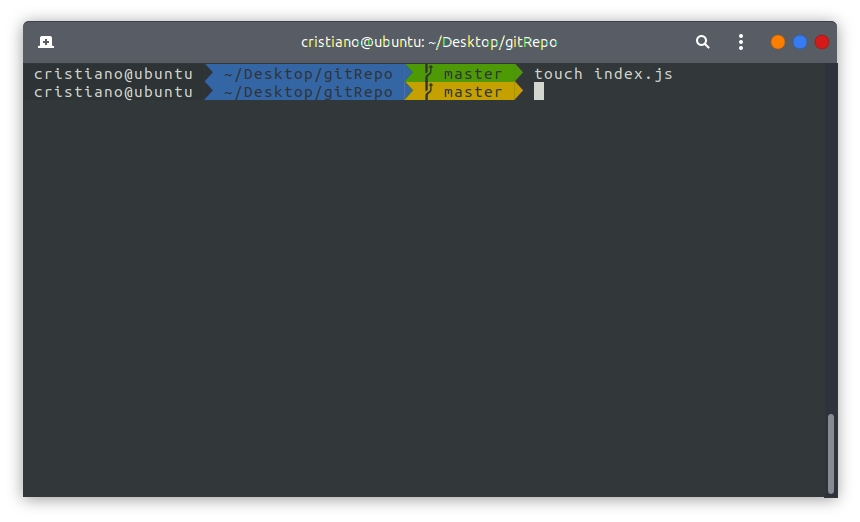 cristiano@ubuntu: ~/Desktop/gitRepo
cristiano@ubuntu ~/Desktop/gitRepo master touch index.js
cristiano@ubuntu ~/Desktop/gitRepo master